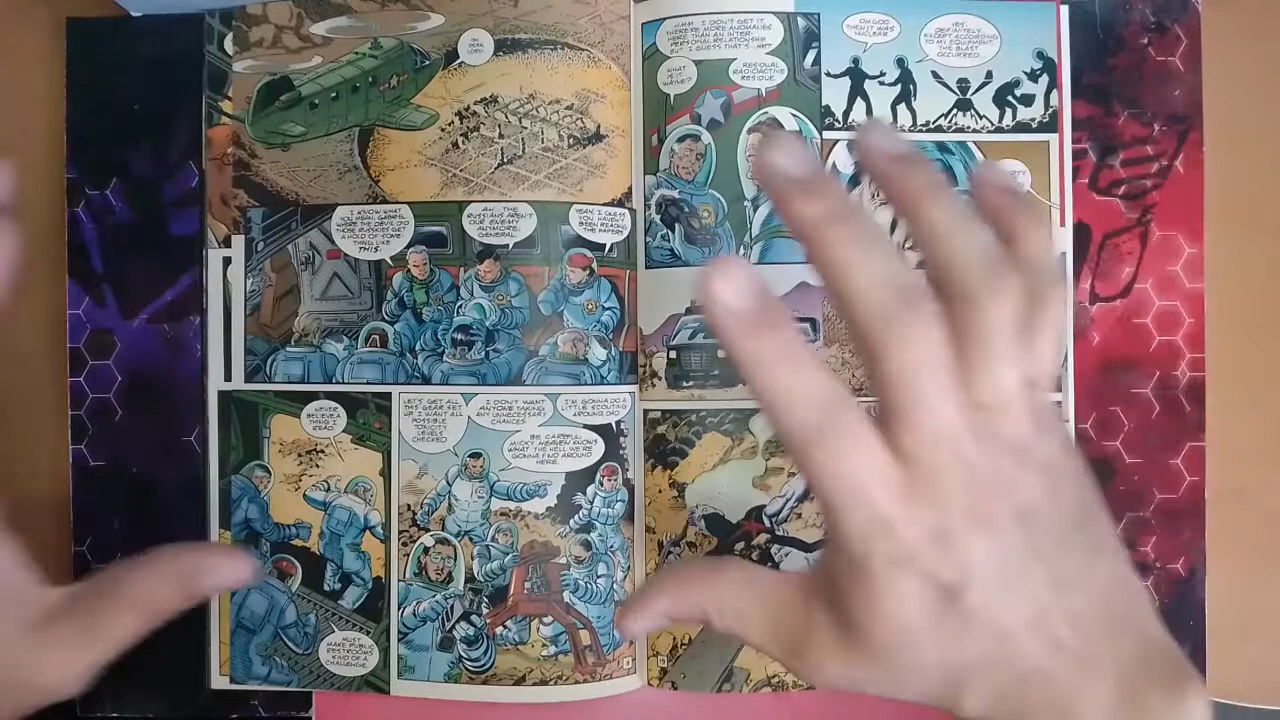 OH
DEAR
LORD.
I KNOW WHAT
YOU MEAN, GABRIEL.
WHERE THE DEVIL DID
THOSE RUSSKIES GET
A HOLD OF SOME-
THING LIKE
THIS.
AH... THE
RUSSIANS AREN'T
OUR ENEMY
ANYMORE,
GENERAL.
YEAH, I GUESS
YOU HAVEN'T
BEEN READING
THE PAPERS.
NEVER
BELIEVE A
THING I
READ.
MUST
MAKE PUBLIC
RESTROOMS
KIND OF A
CHALLENGE.
LET'S GET ALL
THIS GEAR SET
UP. I WANT ALL
POSSIBLE
TOXICITY
LEVELS
CHECKED.
I DON'T WANT
ANYONE TAKING
ANY UNNECESSARY
CHANCES.
I'M GONNA DO A
LITTLE SCOUTING
AROUND, DAD.
BE CAREFUL,
MICKY. HEAVEN KNOWS
WHAT THE HELL WE'RE
GONNA FIND AROUND
HERE.
HMM. I DON'T GET IT.
THERE'RE MORE ANOMALIES
HERE THAN AN INTER-
PERSONAL RELATIONSHIP
BUT I GUESS THAT'S
WHAT
IS IT,
WAYNE?
RESIDUAL
RADIOACTIVE
RESIDUE.
OH GOD.
THEN IT WAS
NUCLEAR.
YES.
DEFINITELY.
EXCEPT ACCORDING
TO MY EQUIPMENT,
THE BLAST
OCCURRED